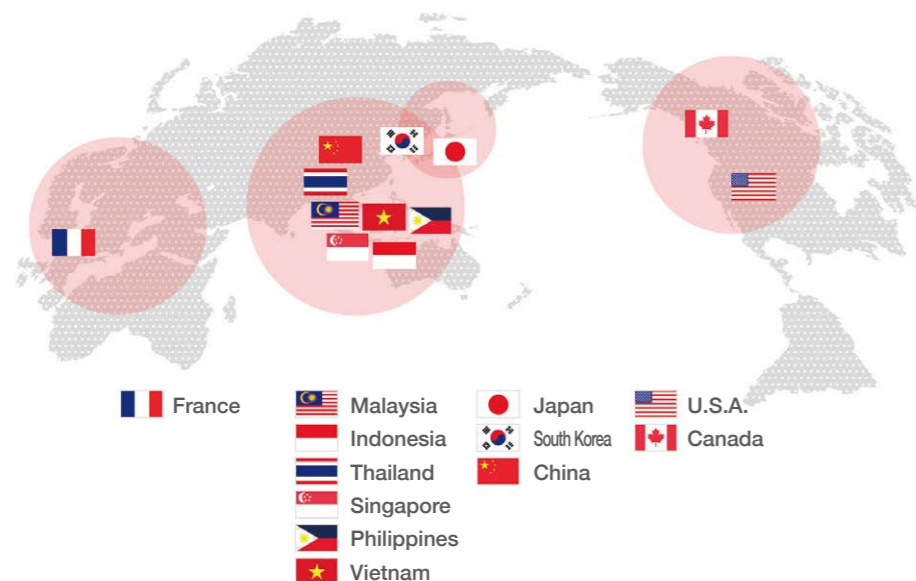 France
Malaysia
Indonesia
Thailand
Singapore
Philippines
Vietnam
Japan
South Korea
China
U.S.A.
Canada